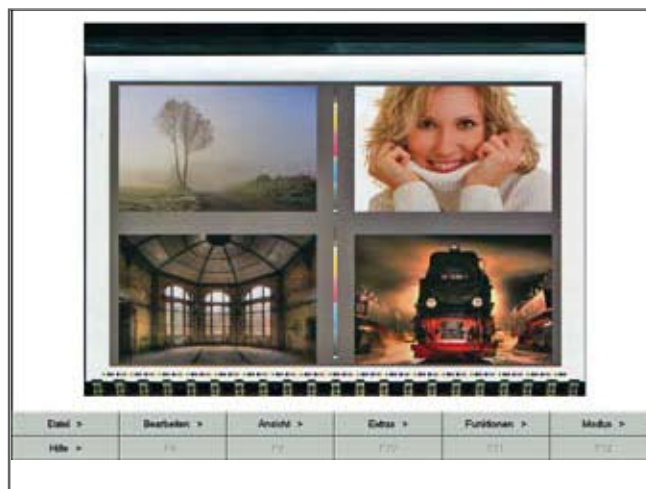 Datei > Bearbeiten > Ansicht > Extras > Funktionen > Modus >
Hilfe > F8 F9 F10 F11 F12